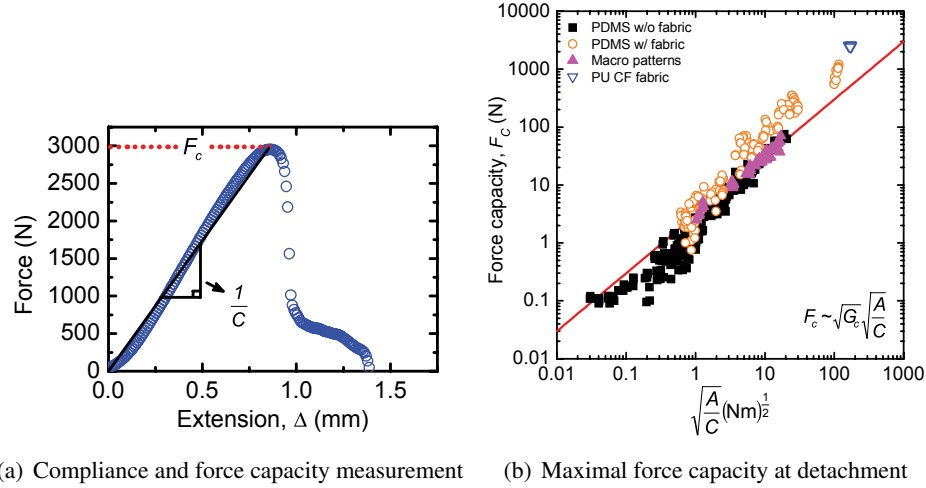 3000
2500
2000
1500
1000
500
0
Force (N)
F_c
1/C
0.0 0.5 1.0 1.5
Extension, Δ (mm)
10000
1000
100
10
1
0.1
0.01
Force capacity, F_C (N)
PDMS w/o fabric
PDMS w/ fabric
Macro patterns
PU CF fabric
F_c ~ √G_c √(A/C)
0.01 0.1 1 10 100 1000
√(A/C) (Nm)^(1/2)
(a) Compliance and force capacity measurement
(b) Maximal force capacity at detachment